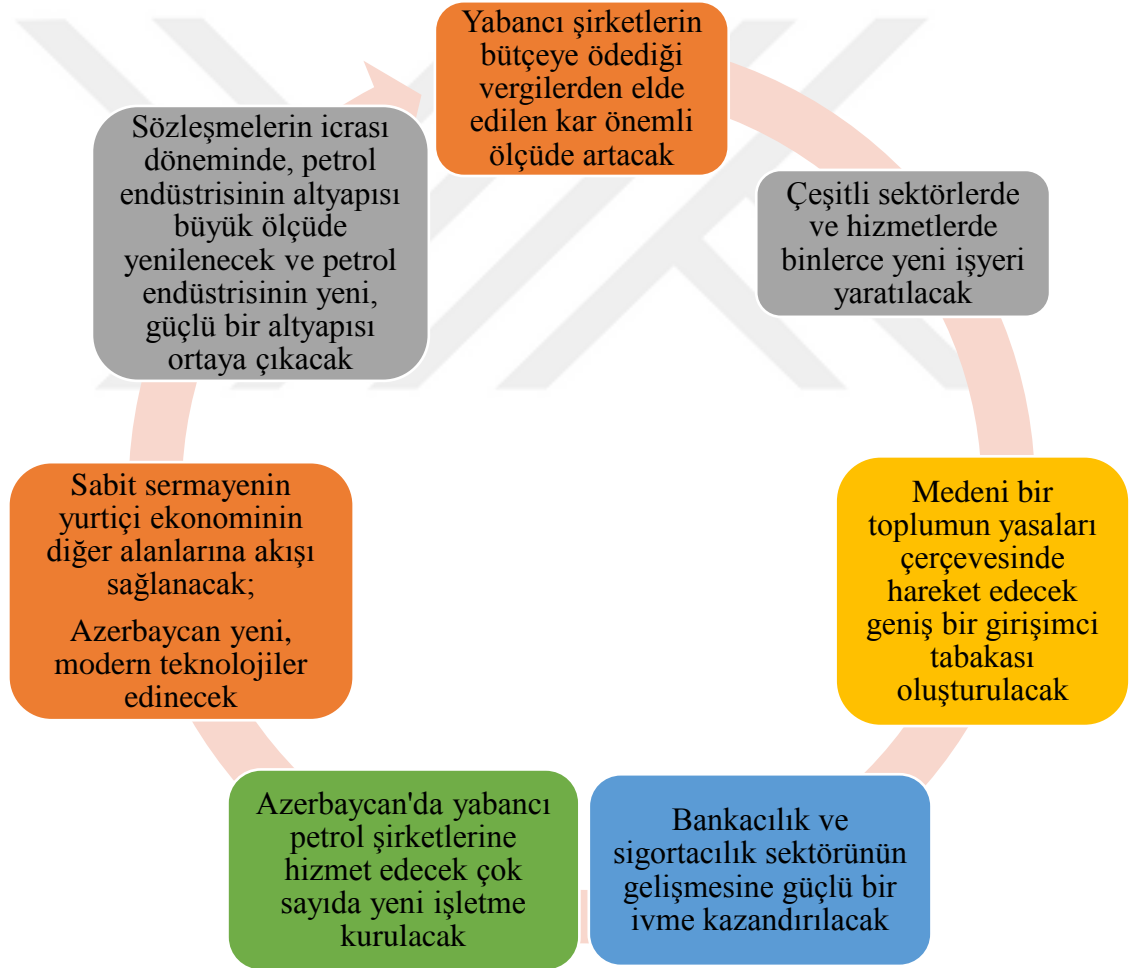 Yabancı şirketlerin
bütçeye ödediği
vergilerden elde
edilen kar önemli
ölçüde artacak
Çeşitli sektörlerde
ve hizmetlerde
binlerce yeni işyeri
yaratılacak
Medeni bir
toplumun yasaları
çerçevesinde
hareket edecek
geniş bir girişimci
tabakası
oluşturulacak
Bankacılık ve
sigortacılık sektörünün
gelişmesine güçlü bir
ivme kazandırılacak
Azerbaycan'da yabancı
petrol şirketlerine
hizmet edecek çok
sayıda yeni işletme
kurulacak
Sabit sermayenin
yurtiçi ekonominin
diğer alanlarına akışı
sağlanacak;
Azerbaycan yeni,
modern teknolojiler
edinecek
Sözleşmelerin icrası
döneminde, petrol
endüstrisinin altyapısı
büyük ölçüde
yenilenecek ve petrol
endüstrisinin yeni,
güçlü bir altyapısı
ortaya çıkacak